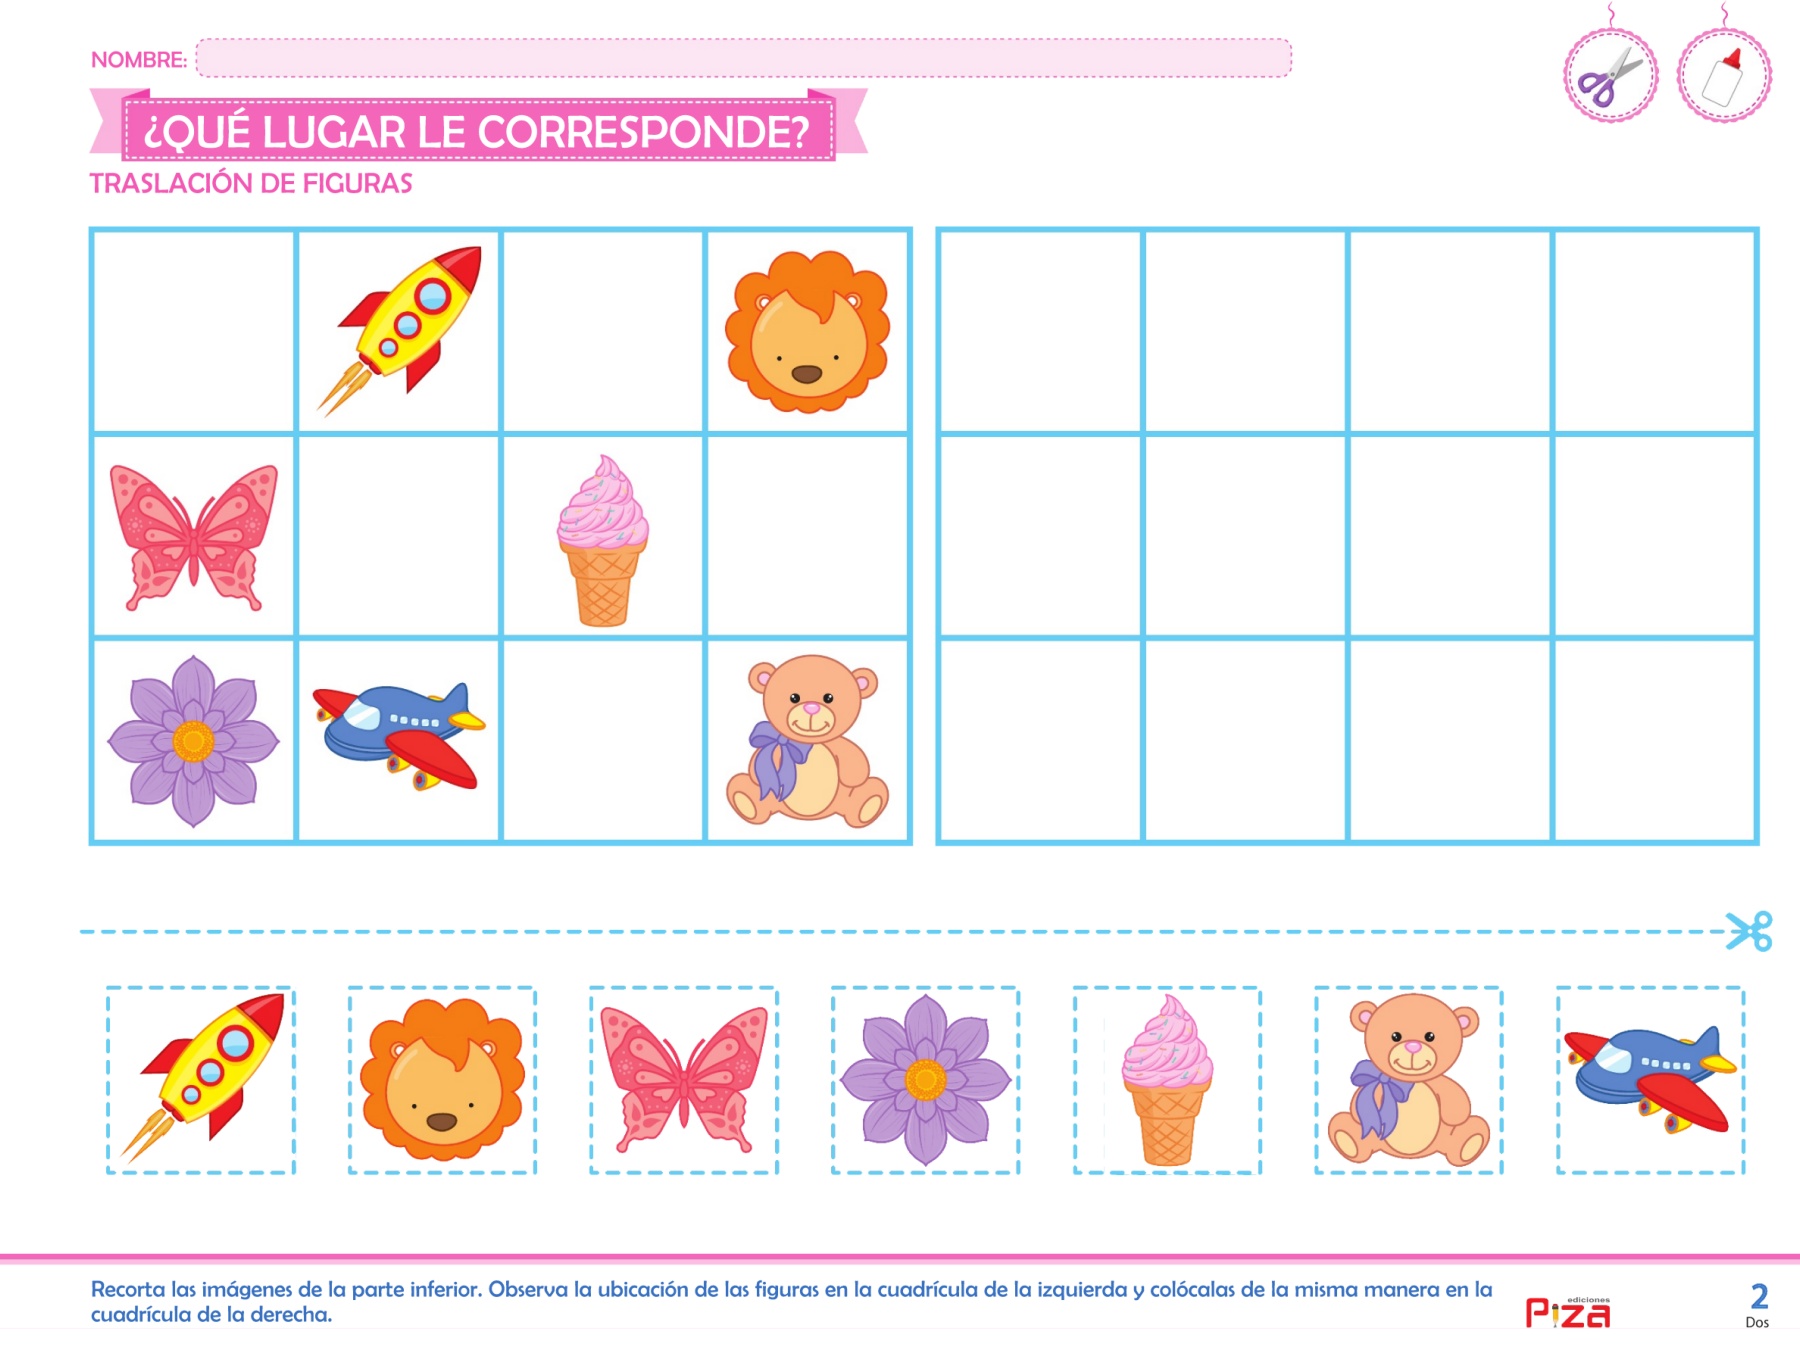 NOMBRE:
¿QUÉ LUGAR LE CORRESPONDE?
TRASLACIÓN DE FIGURAS
Recorta las imágenes de la parte inferior. Observa la ubicación de las figuras en la cuadrícula de la izquierda y colócalas de la misma manera en la
cuadrícula de la derecha.
ediciones
Piza
2
Dos